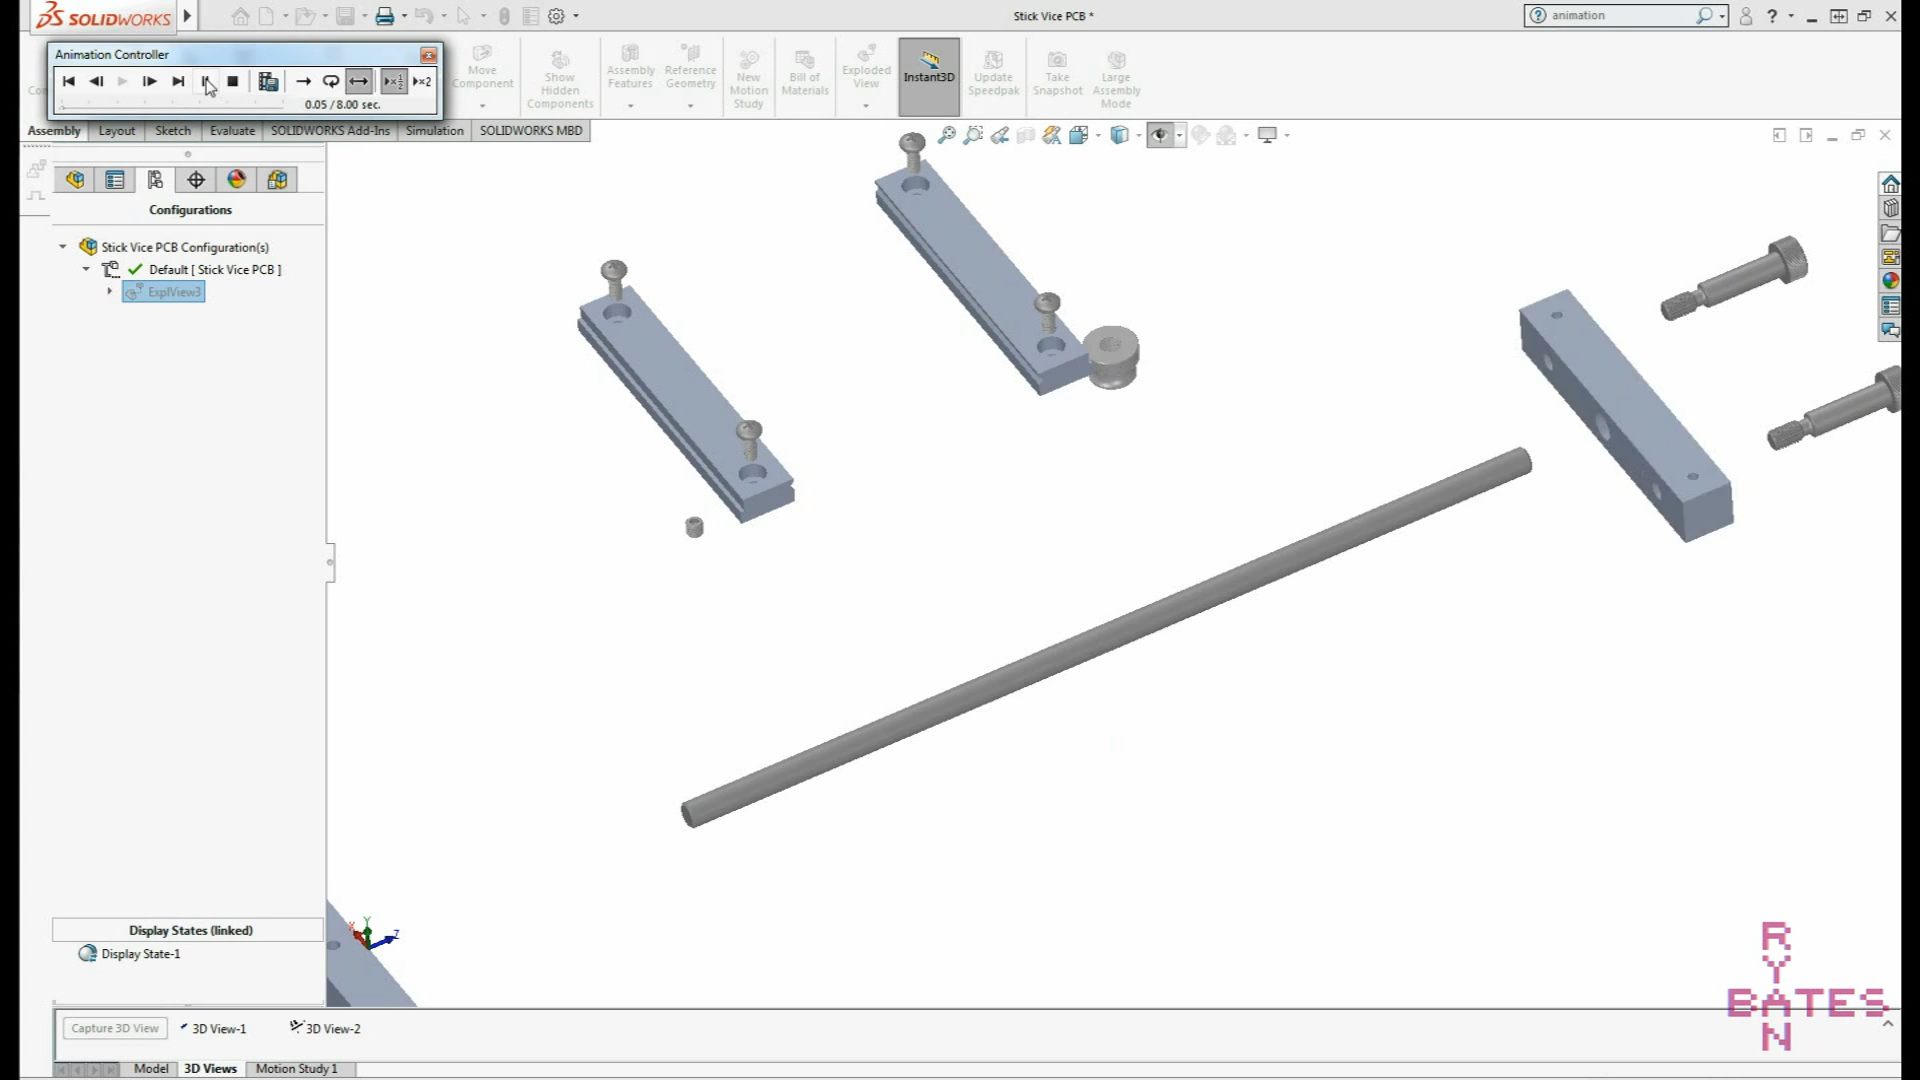 SOLIDWORKS
Stick Vice PCB *
animation
Animation Controller
0.05 / 8.00 sec.
Move
Component
Show
Hidden
Components
Assembly
Features
Reference
Geometry
New
Motion
Study
Bill of
Materials
Exploded
View
Instant3D
Update
Speedpak
Take
Snapshot
Large
Assembly
Mode
Assembly
Layout
Sketch
Evaluate
SOLIDWORKS Add-Ins
Simulation
SOLIDWORKS MBD
Configurations
Stick Vice PCB Configuration(s)
Default [ Stick Vice PCB ]
ExplView3
Y
X
Z
Display States (linked)
Display State-1
Capture 3D View
3D View-1
3D View-2
Model
3D Views
Motion Study 1
RYAN
BATES